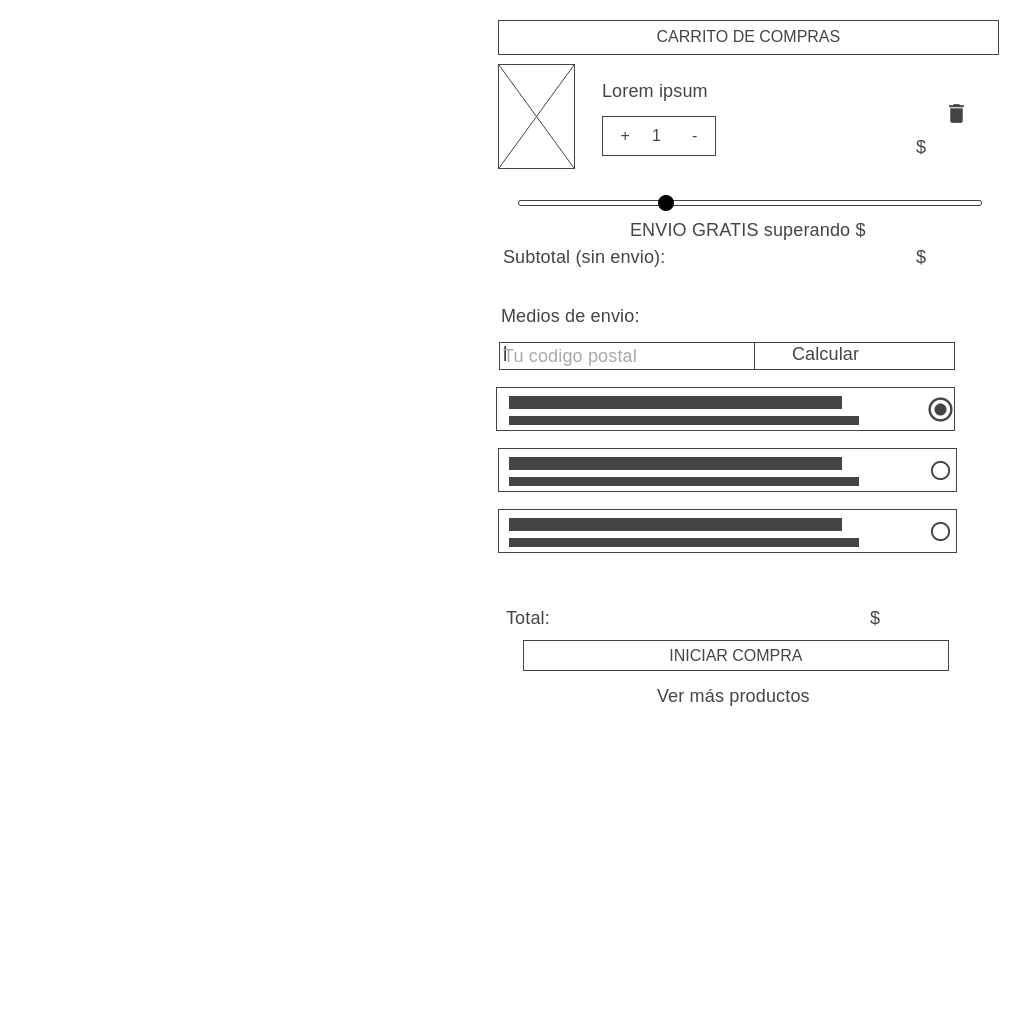 CARRITO DE COMPRAS
Lorem ipsum
+ 1 -
$
ENVIO GRATIS superando $
Subtotal (sin envio): $
Medios de envio:
Tu codigo postal Calcular
Total: $
INICIAR COMPRA
Ver más productos